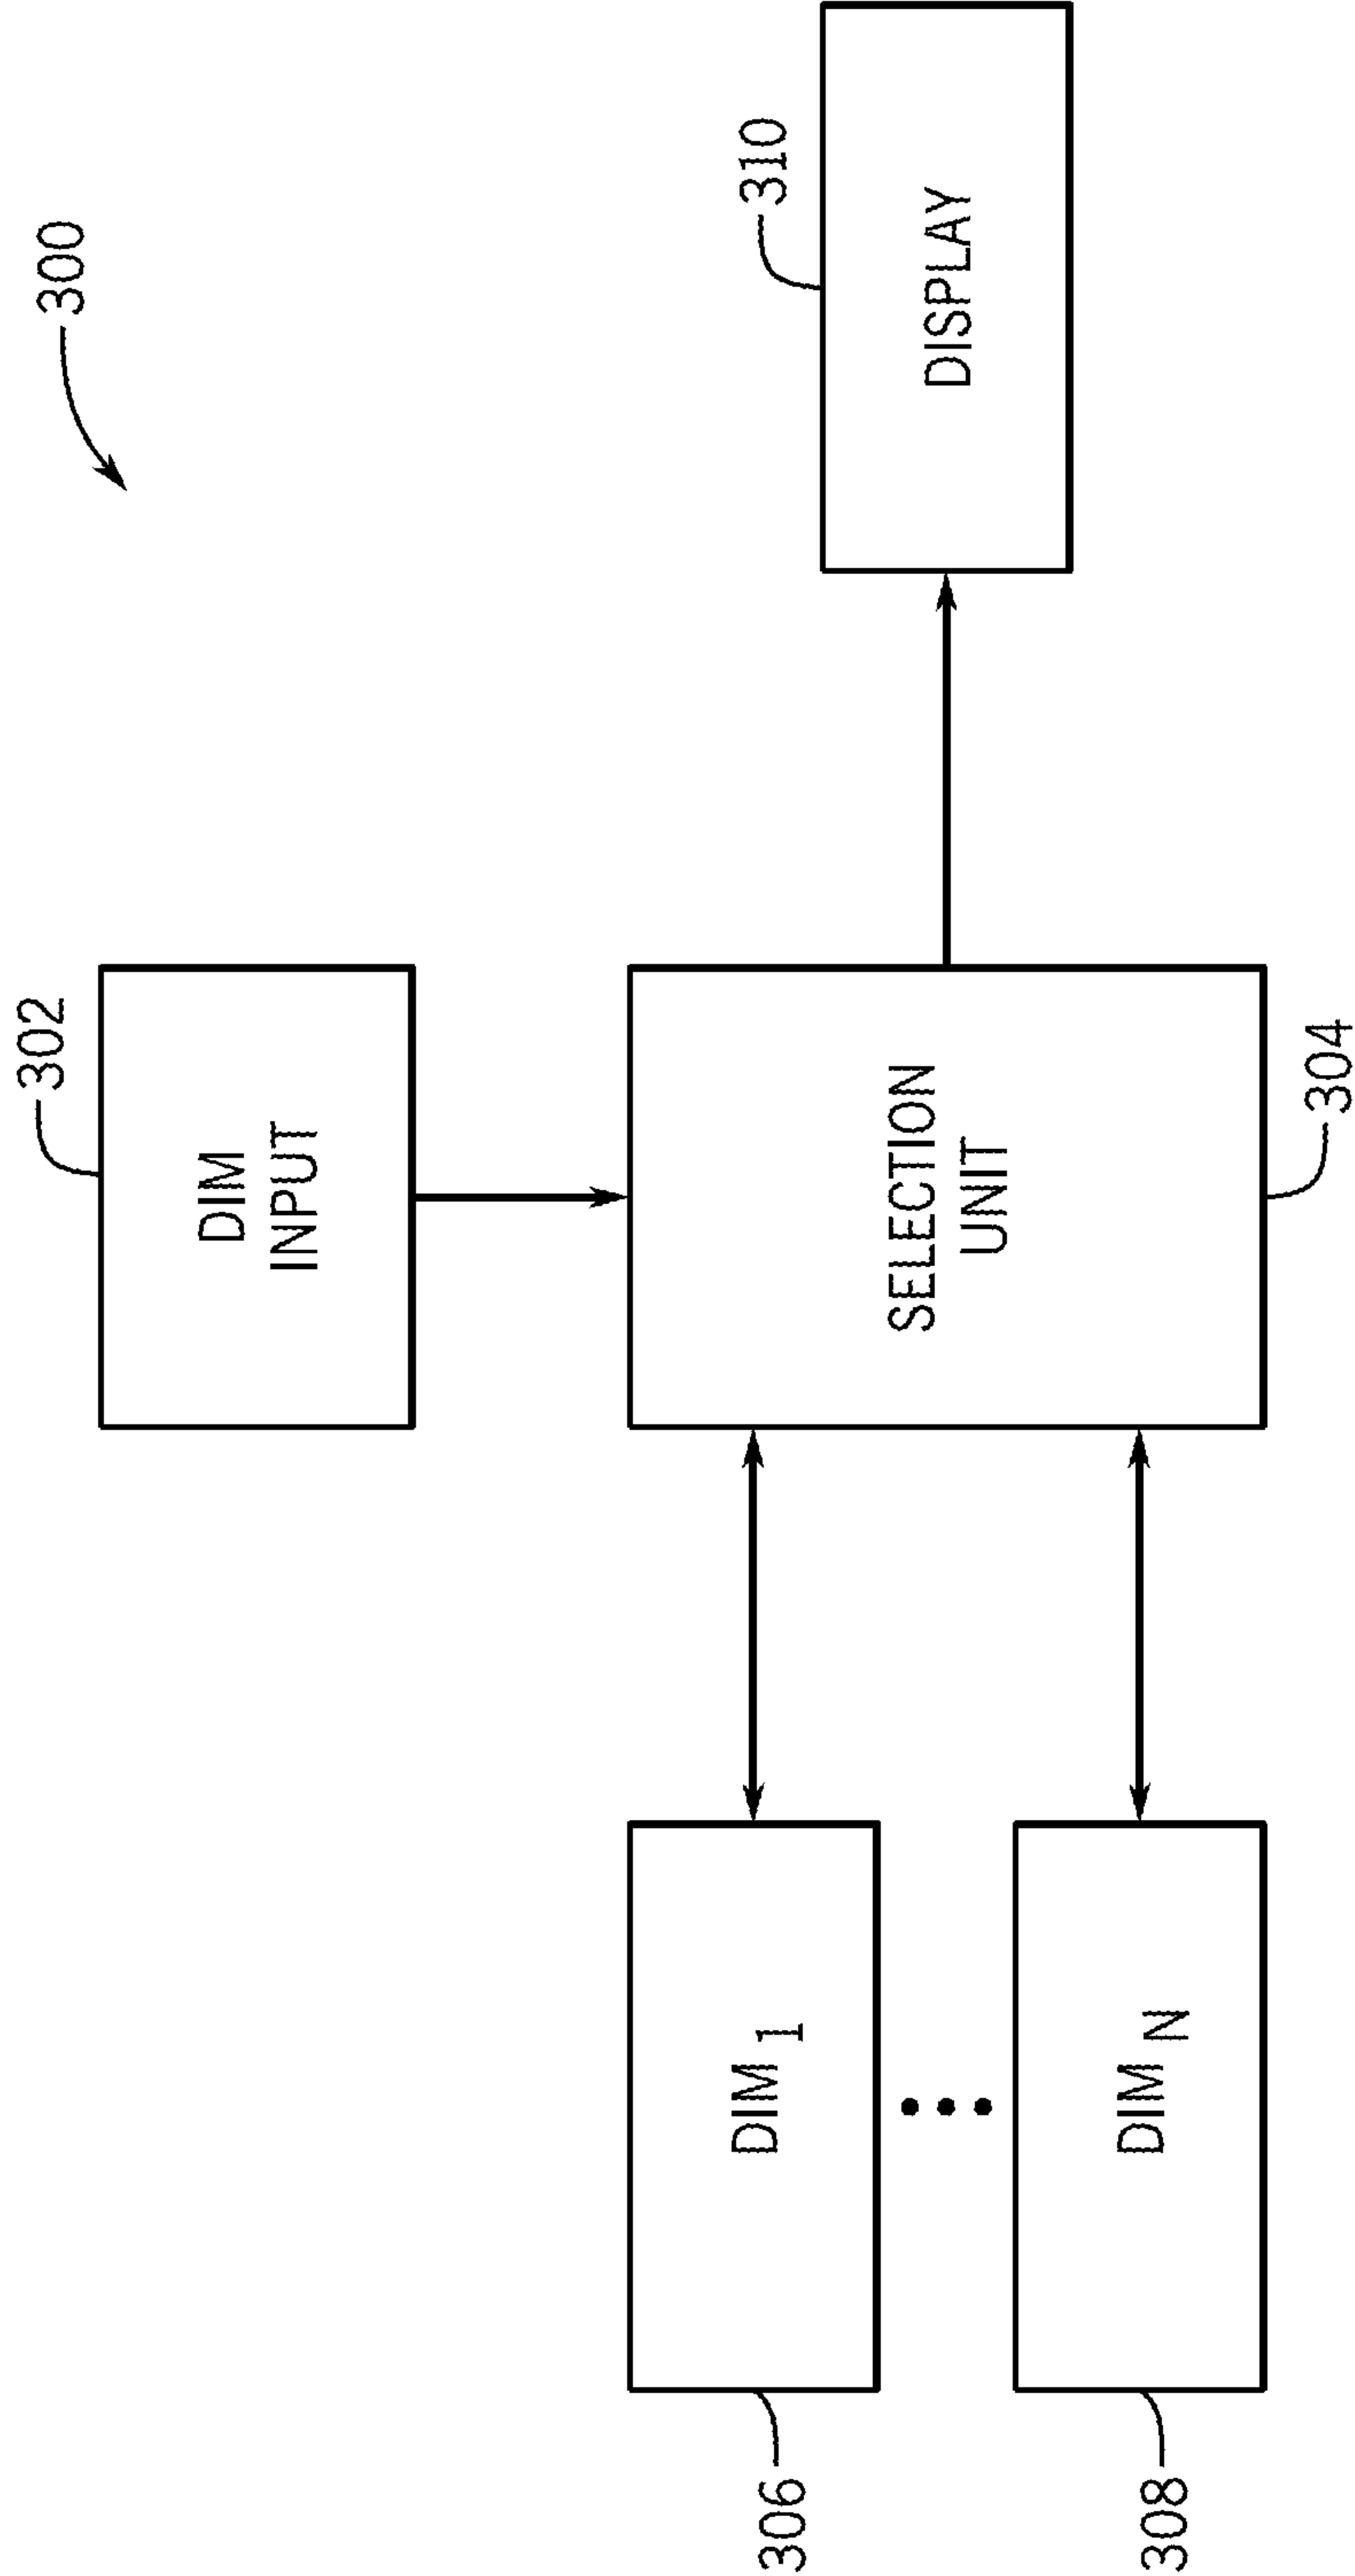 300
302
DIM
INPUT
310
DISPLAY
SELECTION
UNIT
304
306
DIM 1
308
DIM N